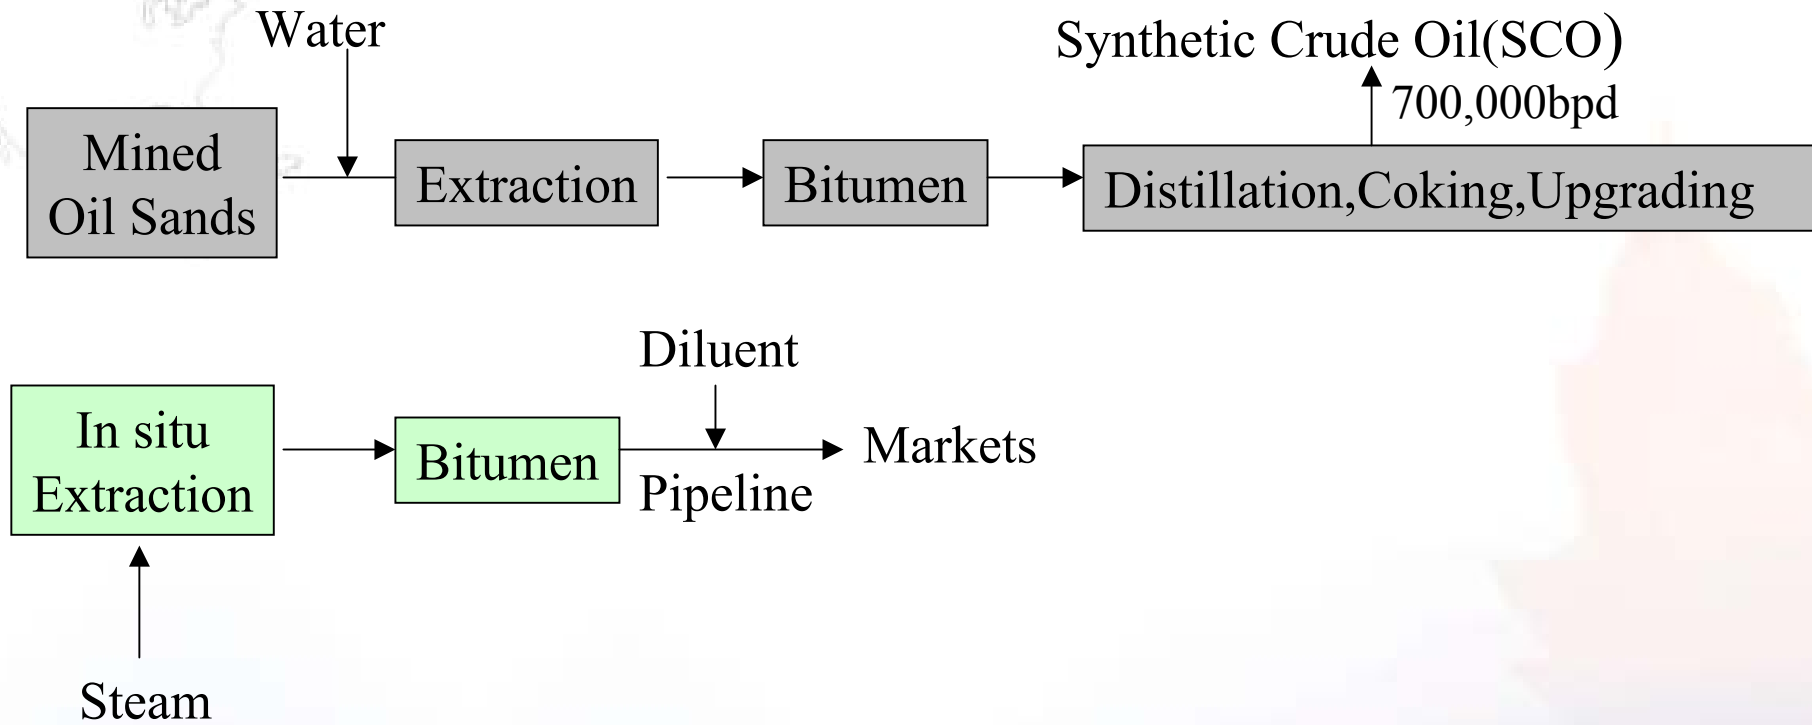 Water
Synthetic Crude Oil(SCO)
700,000bpd
Mined
Oil Sands
Extraction
Bitumen
Distillation,Coking,Upgrading
Diluent
In situ
Extraction
Bitumen
Markets
Pipeline
Steam